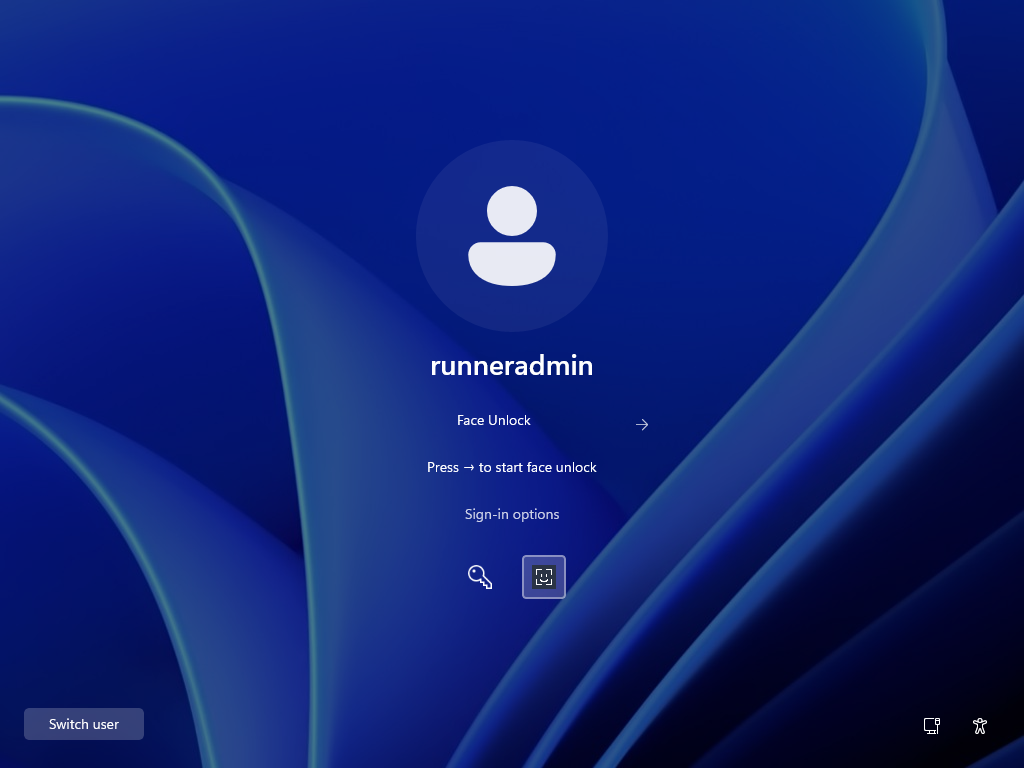 runneradmin
Face Unlock
Press → to start face unlock
Sign-in options
Switch user